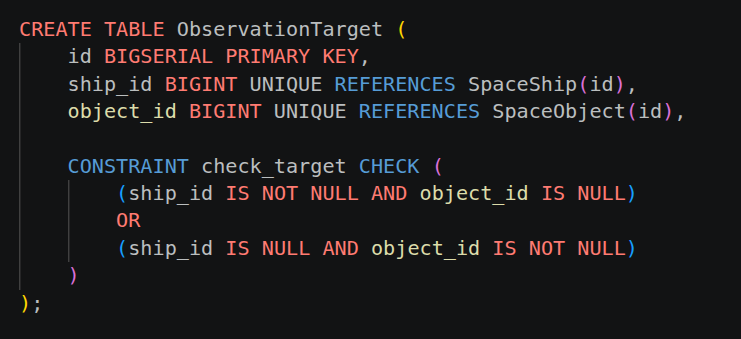 CREATE TABLE ObservationTarget (
    id BIGSERIAL PRIMARY KEY,
    ship_id BIGINT UNIQUE REFERENCES SpaceShip(id),
    object_id BIGINT UNIQUE REFERENCES SpaceObject(id),

    CONSTRAINT check_target CHECK (
        (ship_id IS NOT NULL AND object_id IS NULL)
        OR
        (ship_id IS NULL AND object_id IS NOT NULL)
    )
);